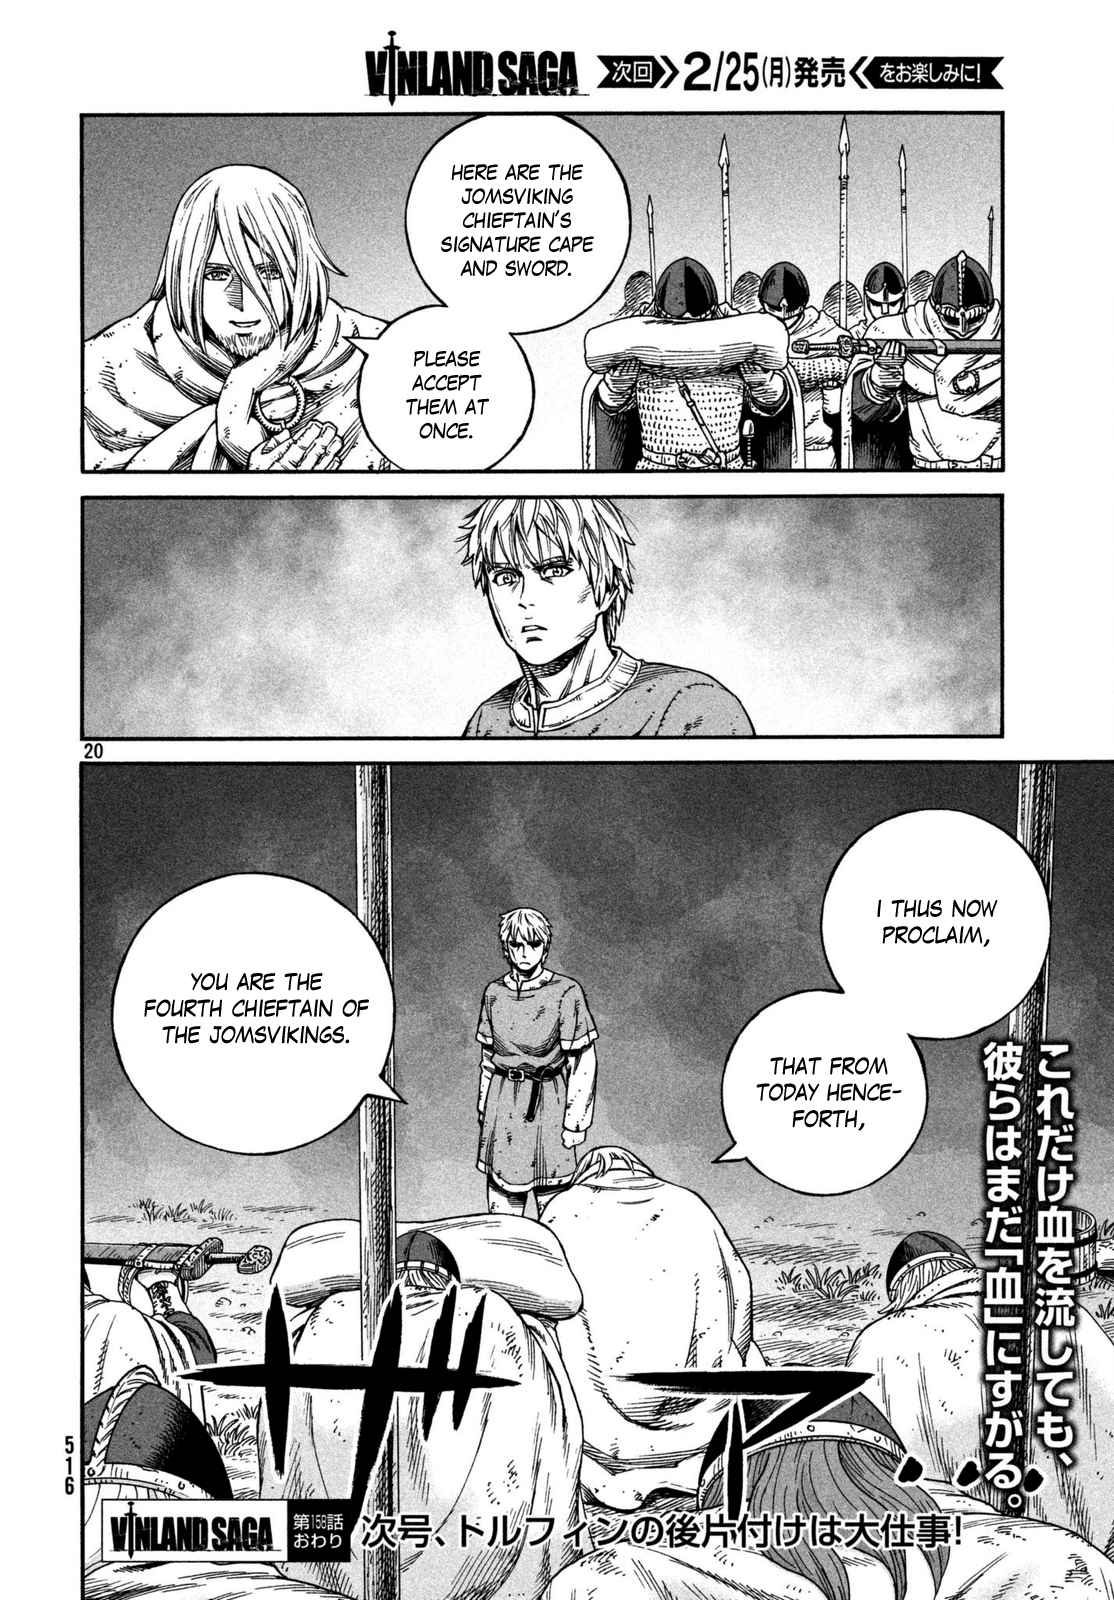 VINLAND SAGA
次回 2/25(月)発売 をお楽しみに!
HERE ARE THE
JOMSVIKING
CHIEFTAIN'S
SIGNATURE CAPE
AND SWORD.
PLEASE
ACCEPT
THEM AT
ONCE.
20
I THUS NOW
PROCLAIM,
THAT FROM
TODAY HENCE-
FORTH,
YOU ARE THE
FOURTH CHIEFTAIN OF
THE JOMSVIKINGS.
これだけ血を流しても、
彼らはまだ「血」にすがる。
ザッ
516
VINLAND SAGA
第158話
おわり
次号、トルフィンの後片付けは大仕事!